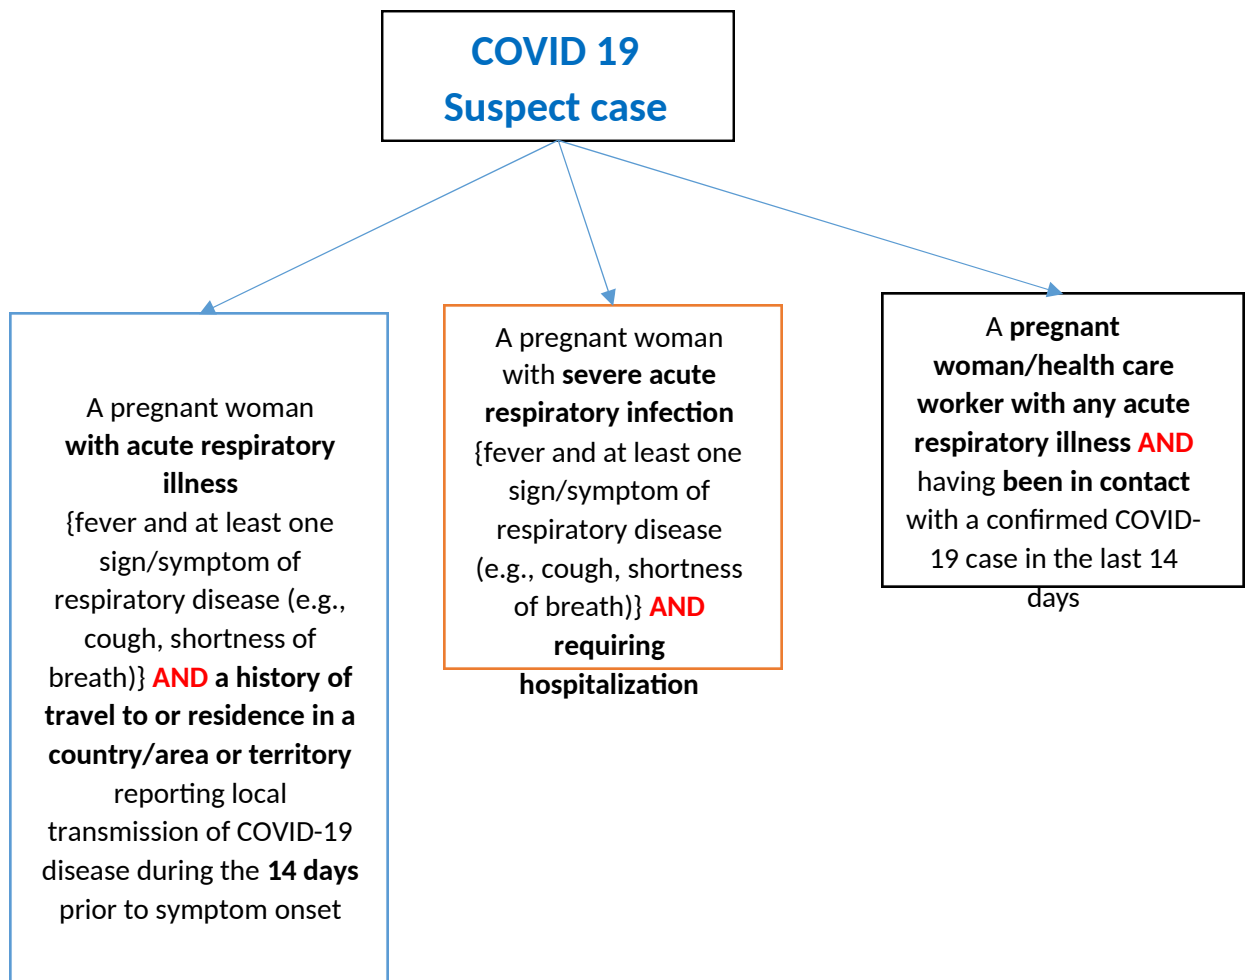 COVID 19
Suspect case
A pregnant woman
with acute respiratory
illness
{fever and at least one
sign/symptom of
respiratory disease (e.g.,
cough, shortness of
breath)} AND a history of
travel to or residence in a
country/area or territory
reporting local
transmission of COVID-19
disease during the 14 days
prior to symptom onset
A pregnant woman
with severe acute
respiratory infection
{fever and at least one
sign/symptom of
respiratory disease
(e.g., cough, shortness
of breath)} AND
requiring
hospitalization
A pregnant
woman/health care
worker with any acute
respiratory illness AND
having been in contact
with a confirmed COVID-
19 case in the last 14
days